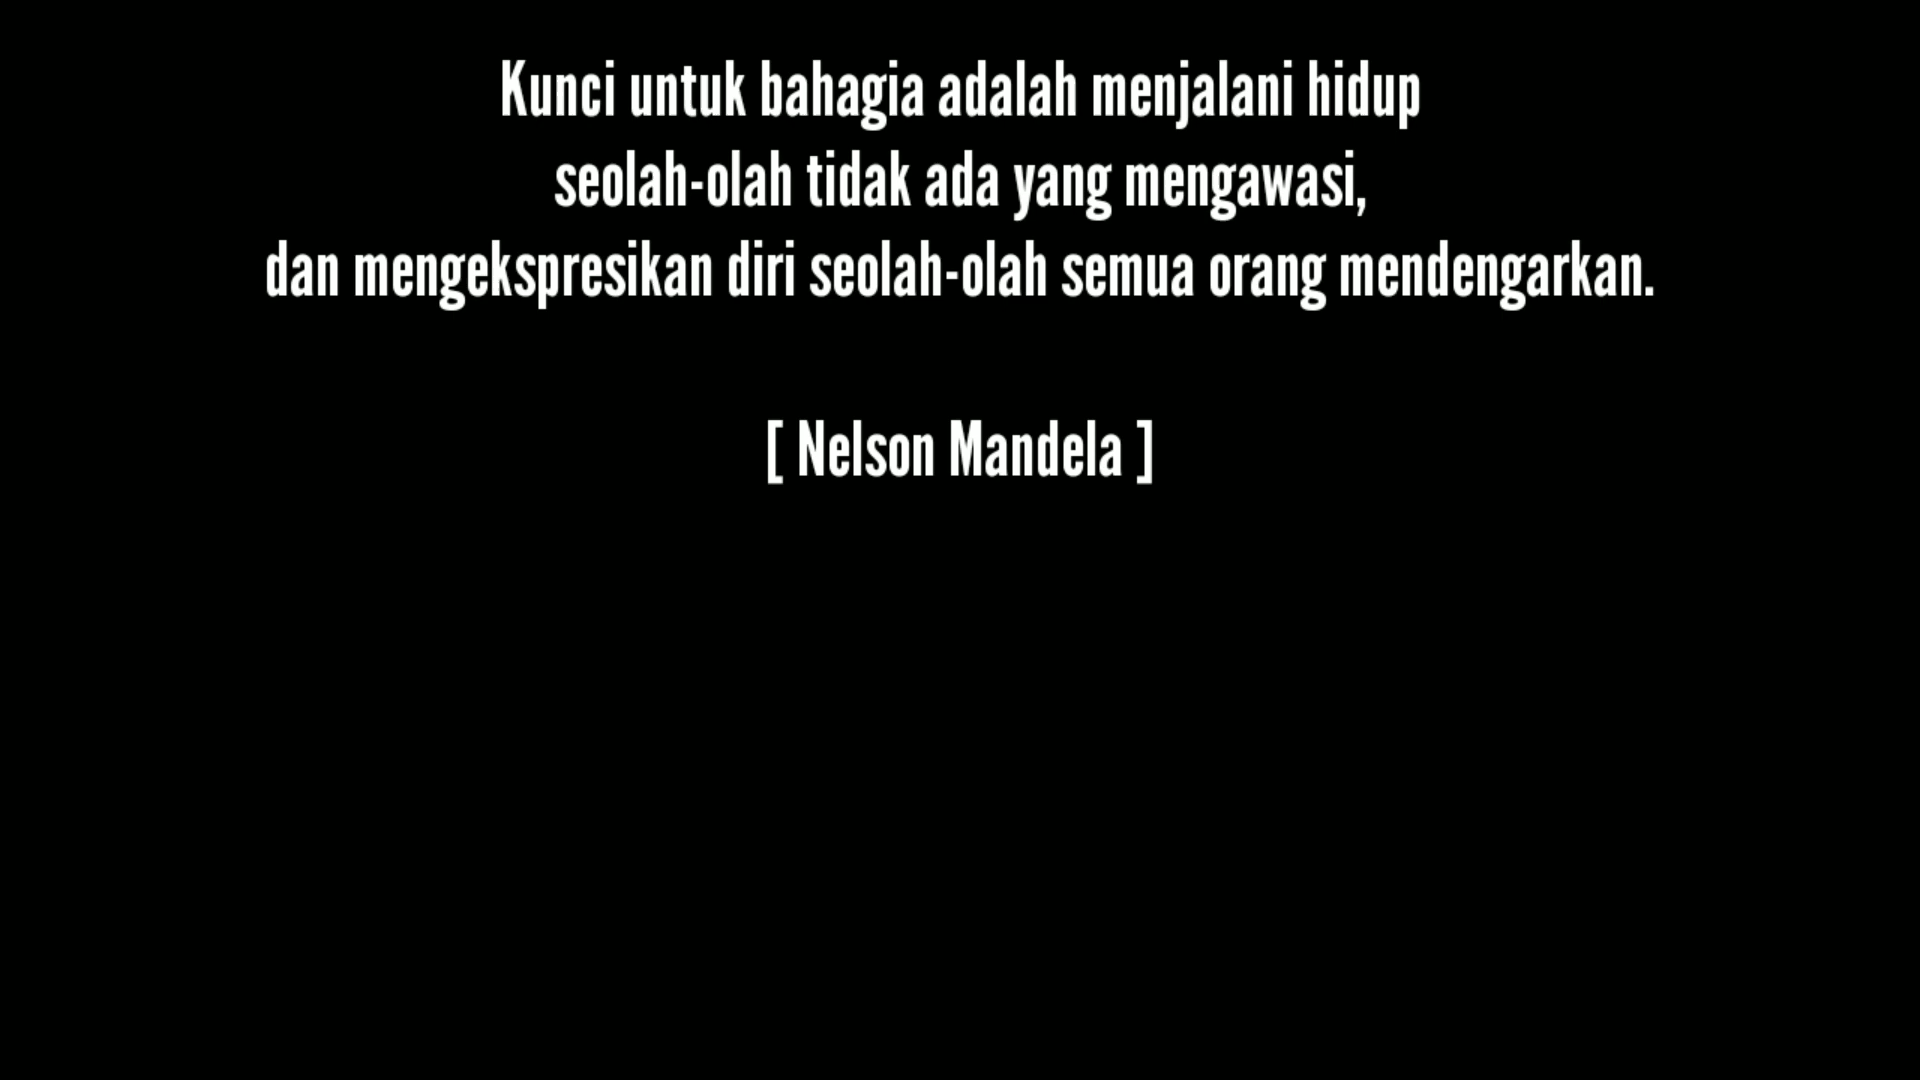 Kunci untuk bahagia adalah menjalani hidup
seolah-olah tidak ada yang mengawasi,
dan mengekspresikan diri seolah-olah semua orang mendengarkan.
[ Nelson Mandela ]